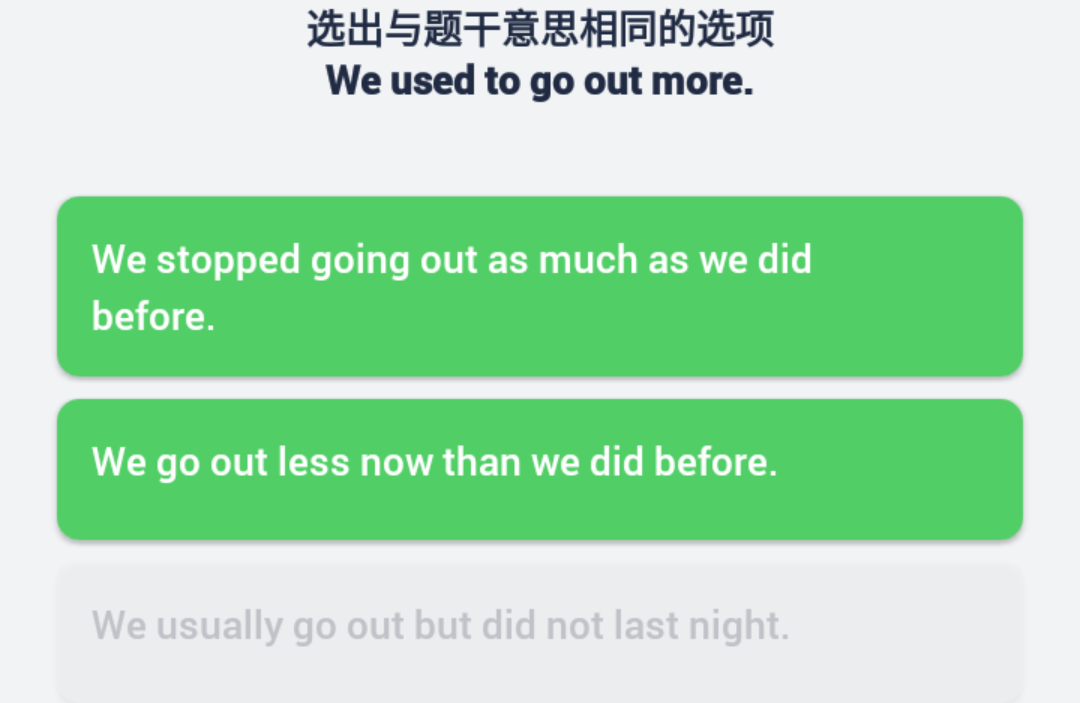 选出与题干意思相同的选项
We used to go out more.
We stopped going out as much as we did
before.
We go out less now than we did before.
We usually go out but did not last night.